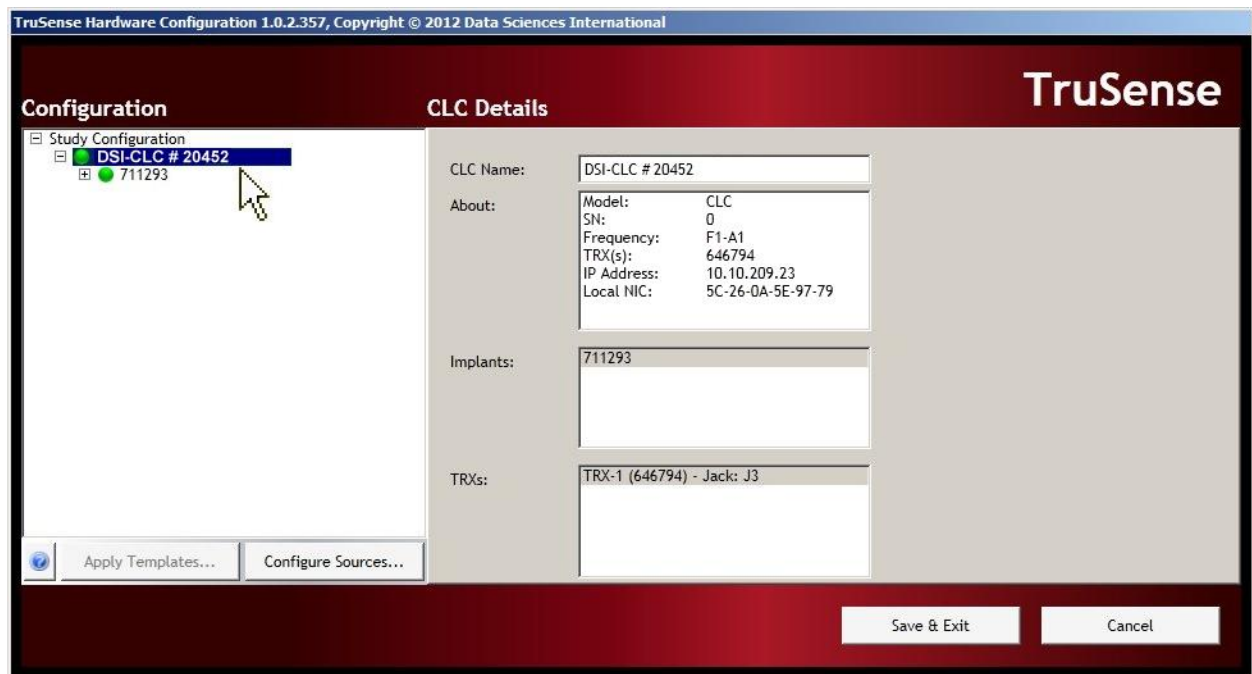 TruSense Hardware Configuration 1.0.2.357, Copyright © 2012 Data Sciences International
TruSense
Configuration
CLC Details
Study Configuration
DSI-CLC # 20452
711293
CLC Name: DSI-CLC # 20452
About:
Model: CLC
SN: 0
Frequency: F1-A1
TRX(s): 646794
IP Address: 10.10.209.23
Local NIC: 5C-26-0A-5E-97-79
Implants: 711293
TRXs: TRX-1 (646794) - Jack: J3
Apply Templates...
Configure Sources...
Save & Exit
Cancel